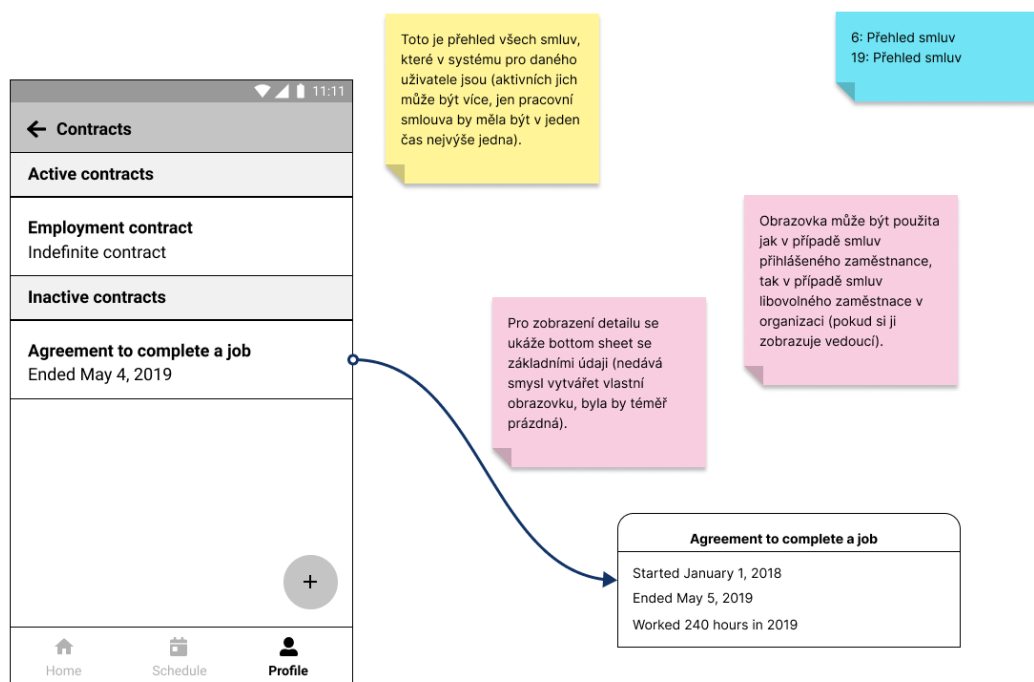 11:11
Contracts
Active contracts
Employment contract
Indefinite contract
Inactive contracts
Agreement to complete a job
Ended May 4, 2019
+
Home
Schedule
Profile
Toto je přehled všech smluv,
které v systému pro daného
uživatele jsou (aktivních jich
může být více, jen pracovní
smlouva by měla být v jeden
čas nejvýše jedna).
6: Přehled smluv
19: Přehled smluv
Obrazovka může být použita
jak v případě smluv
přihlášeného zaměstnance,
tak v případě smluv
libovolného zaměstnace v
organizaci (pokud si ji
zobrazuje vedoucí).
Pro zobrazení detailu se
ukáže bottom sheet se
základními údaji (nedává
smysl vytvářet vlastní
obrazovku, byla by téměř
prázdná).
Agreement to complete a job
Started January 1, 2018
Ended May 5, 2019
Worked 240 hours in 2019